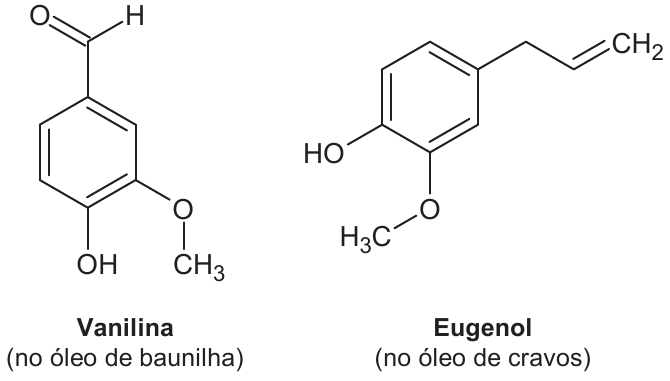 O H
CH₂
HO
O
O
H₃C
OH CH₃
Vanilina
(no óleo de baunilha)
Eugenol
(no óleo de cravos)